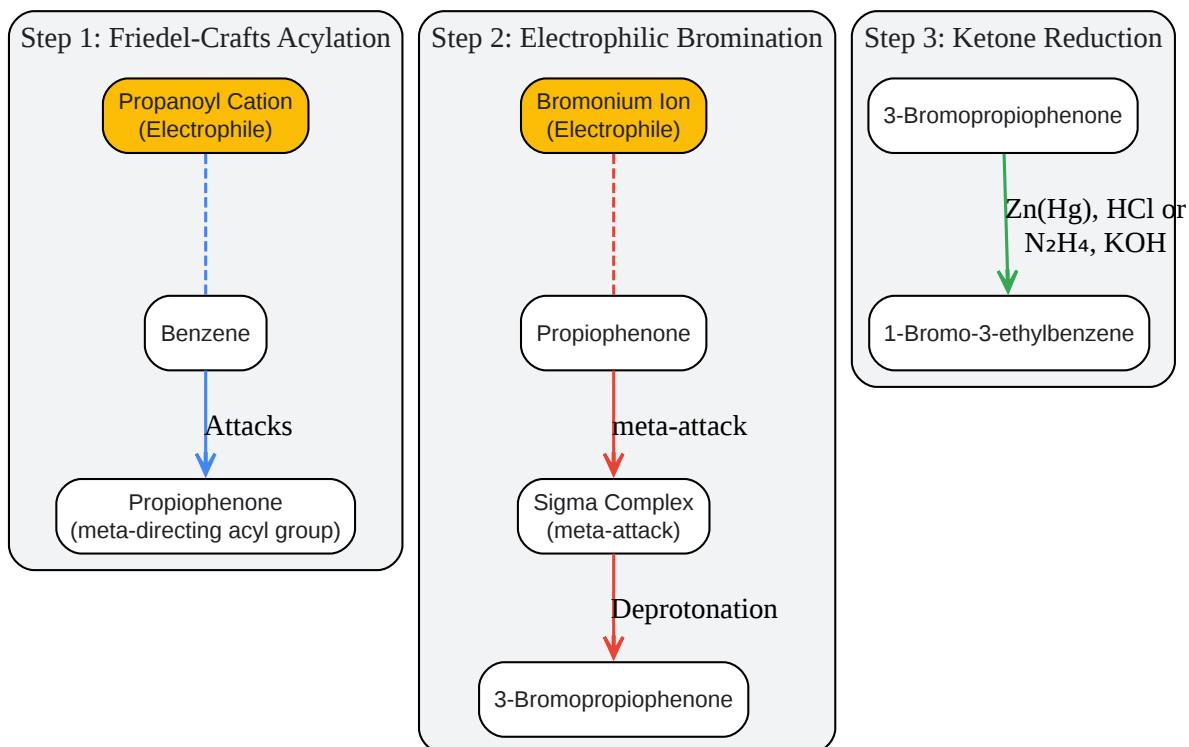 Step 1: Friedel-Crafts Acylation
Propanoyl Cation
(Electrophile)
Benzene
Attacks
Propiophenone
(meta-directing acyl group)
Step 2: Electrophilic Bromination
Bromonium Ion
(Electrophile)
Propiophenone
meta-attack
Sigma Complex
(meta-attack)
Deprotonation
3-Bromopropiophenone
Step 3: Ketone Reduction
3-Bromopropiophenone
Zn(Hg), HCl or
N₂H₄, KOH
1-Bromo-3-ethylbenzene